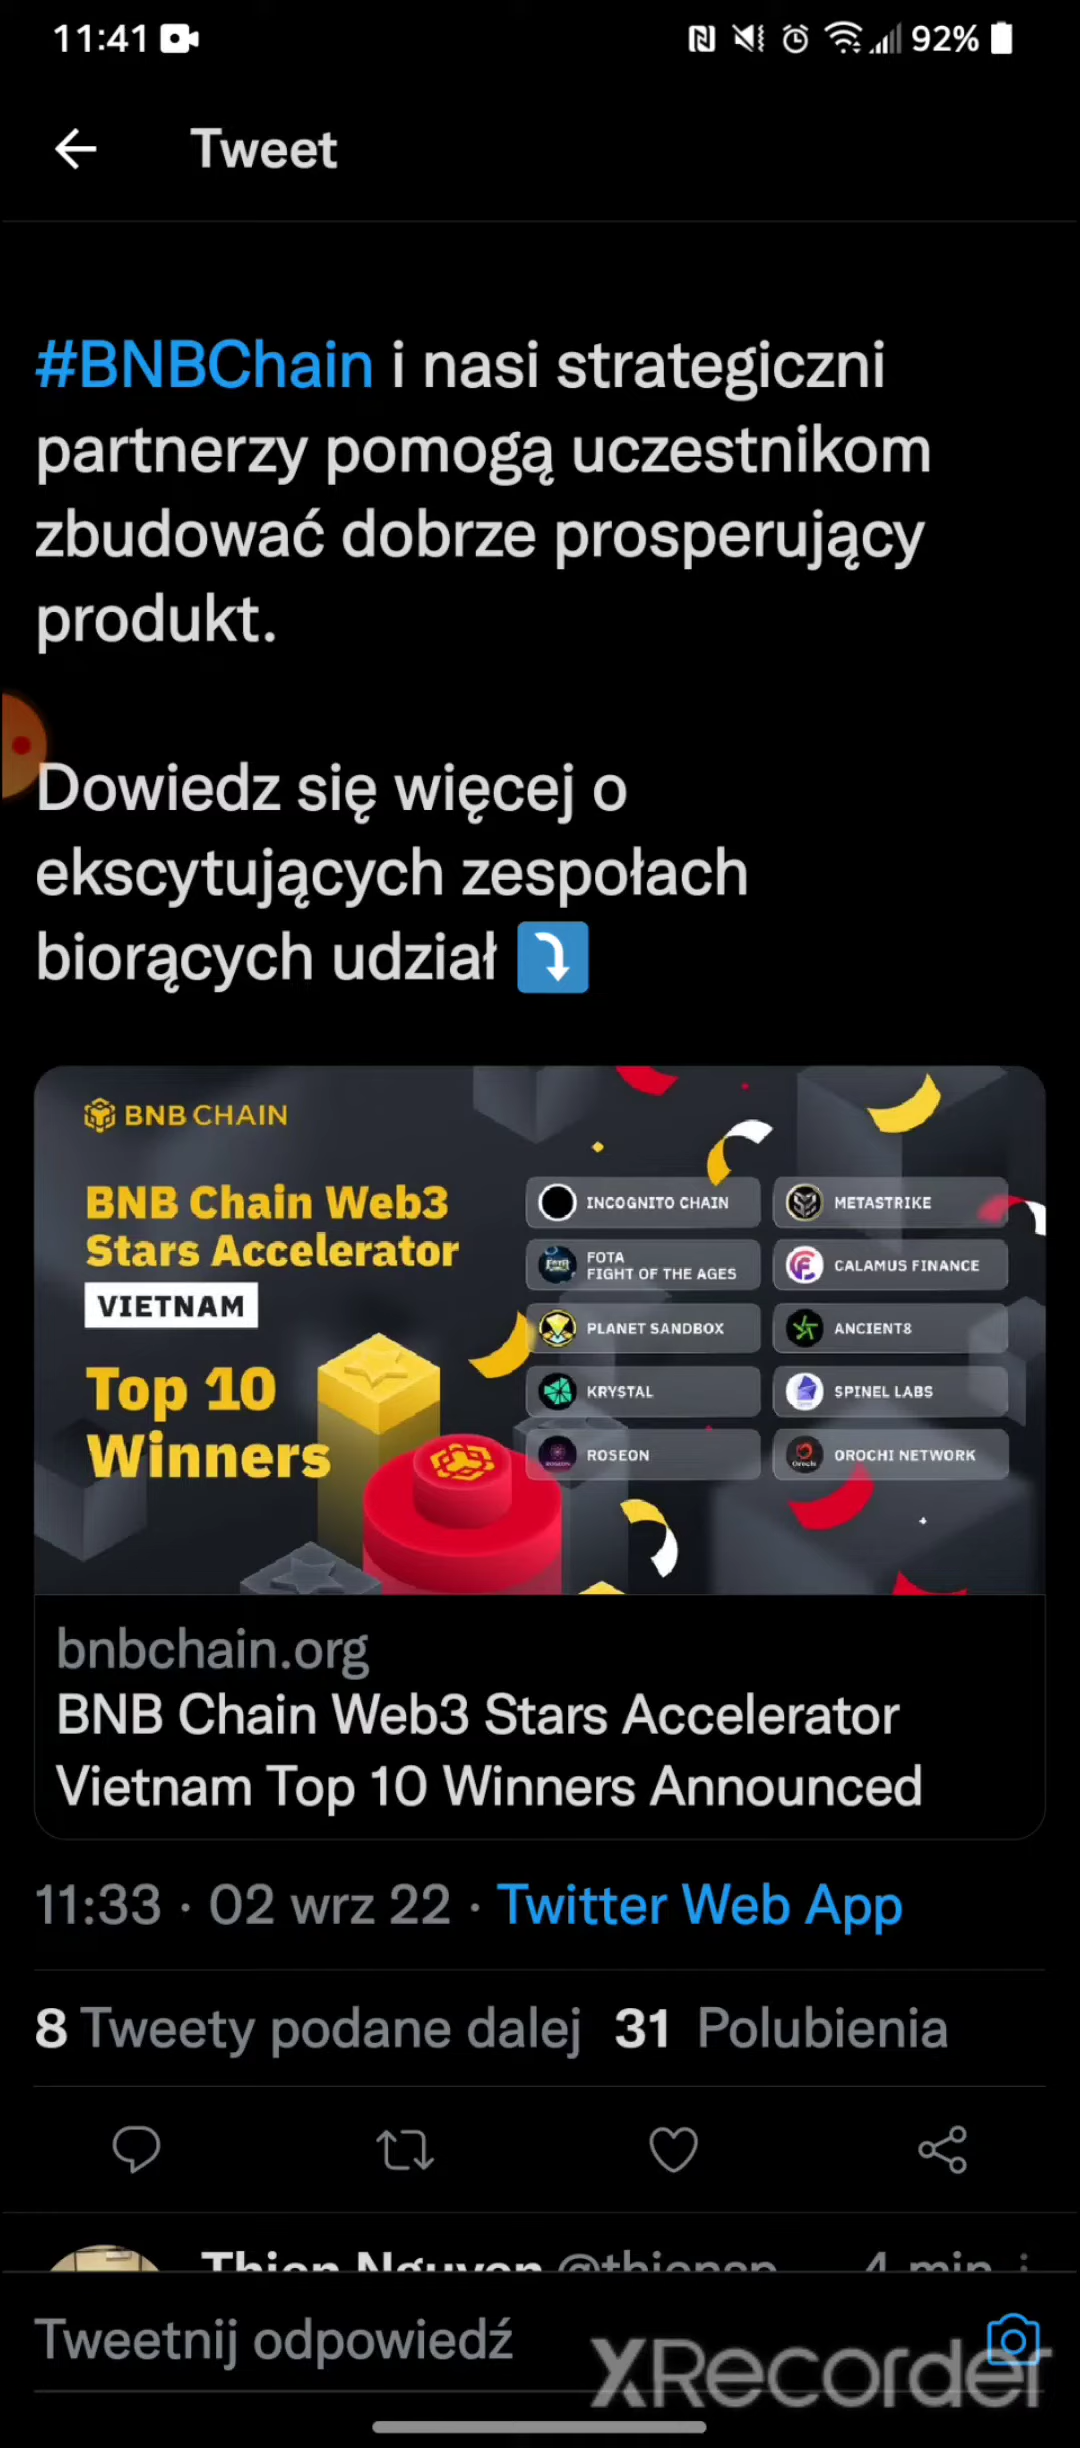 11:41
92%
Tweet
#BNBChain i nasi strategiczni
partnerzy pomogą uczestnikom
zbudować dobrze prosperujący
produkt.
Dowiedz się więcej o
ekscytujących zespołach
biorących udział
BNB CHAIN
BNB Chain Web3
Stars Accelerator
VIETNAM
Top 10
Winners
INCOGNITO CHAIN
METASTRIKE
FOTA
FIGHT OF THE AGES
CALAMUS FINANCE
PLANET SANDBOX
ANCIENT8
KRYSTAL
SPINEL LABS
ROSEON
OROCHI NETWORK
bnbchain.org
BNB Chain Web3 Stars Accelerator
Vietnam Top 10 Winners Announced
11:33 · 02 wrz 22 · Twitter Web App
8 Tweety podane dalej 31 Polubienia
Thien Nguyen 4 min
Tweetnij odpowiedź
XRecorder